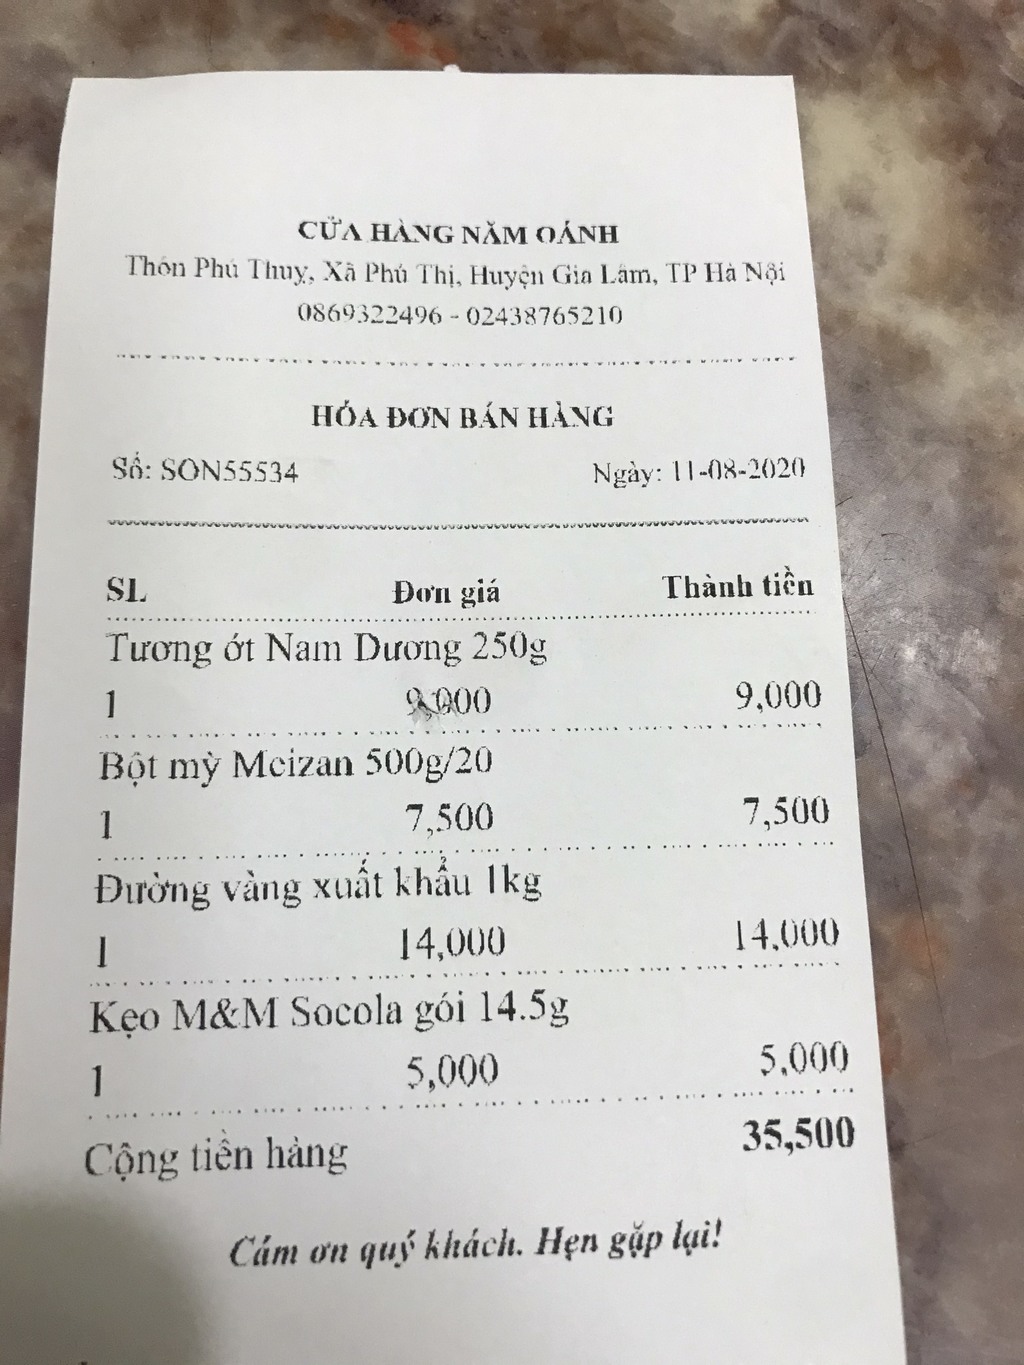 CỬA HÀNG NĂM OÁNH
Thôn Phú Thuỵ, Xã Phú Thị, Huyện Gia Lâm, TP Hà Nội
0869322496 - 02438765210
HÓA ĐƠN BÁN HÀNG
Số: SON55534 Ngày: 11-08-2020
SL Đơn giá Thành tiền
Tương ớt Nam Dương 250g
1 9,000 9,000
Bột mỳ Meizan 500g/20
1 7,500 7,500
Đường vàng xuất khẩu 1kg
1 14,000 14,000
Kẹo M&M Socola gói 14.5g
1 5,000 5,000
Cộng tiền hàng 35,500
Cám ơn quý khách. Hẹn gặp lại!